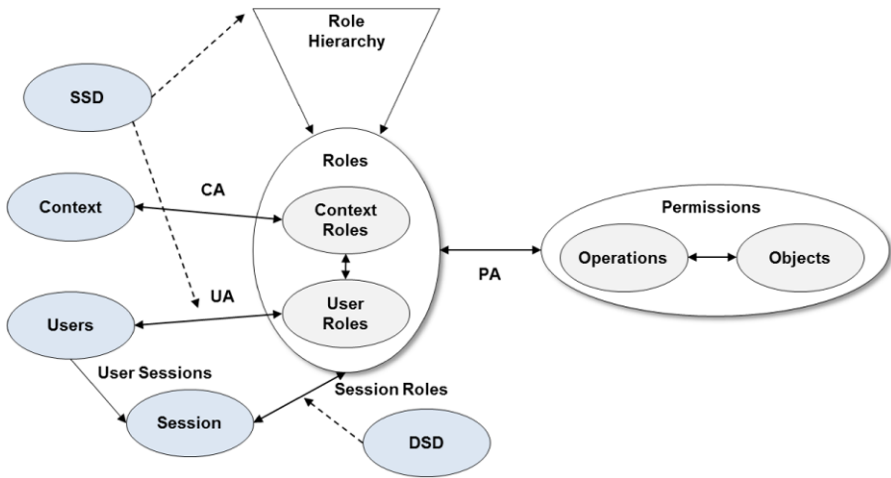 Role
Hierarchy
SSD
Roles
CA
Context
Context
Roles
Permissions
Operations
Objects
PA
UA
Users
User
Roles
User Sessions
Session Roles
Session
DSD